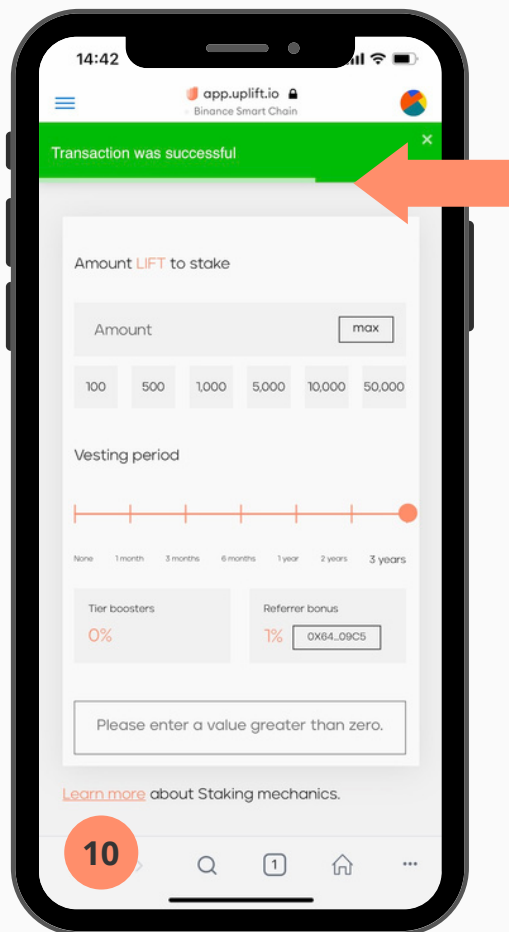 14:42
app.uplift.io
Binance Smart Chain
Transaction was successful
Amount LIFT to stake
Amount
max
100 500 1,000 5,000 10,000 50,000
Vesting period
None 1 month 3 months 6 months 1 year 2 years 3 years
Tier boosters
0%
Referrer bonus
1% 0X64...09C5
Please enter a value greater than zero.
Learn more about Staking mechanics.
10
1